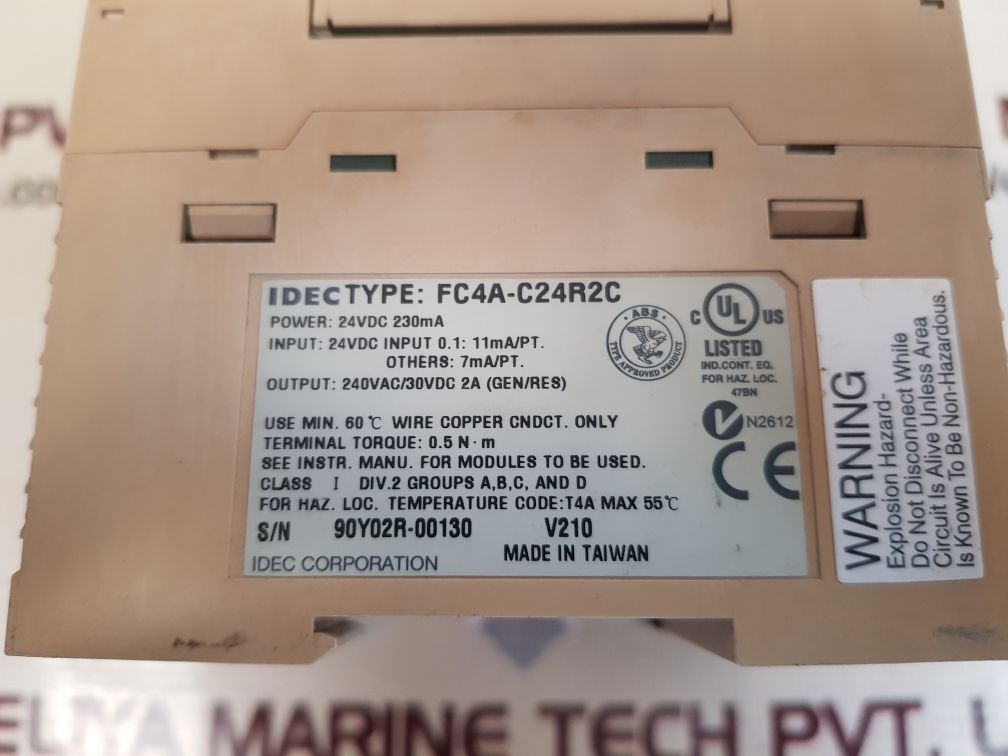 IDEC TYPE: FC4A-C24R2C
POWER: 24VDC 230mA
INPUT: 24VDC INPUT 0.1: 11mA/PT.
OTHERS: 7mA/PT.
OUTPUT: 240VAC/30VDC 2A (GEN/RES)
USE MIN. 60℃ WIRE COPPER CNDCT. ONLY
TERMINAL TORQUE: 0.5 N·m
SEE INSTR. MANU. FOR MODULES TO BE USED.
CLASS I DIV.2 GROUPS A,B,C, AND D
FOR HAZ. LOC. TEMPERATURE CODE:T4A MAX 55℃
S/N 90Y02R-00130 V210
MADE IN TAIWAN
IDEC CORPORATION
ABS
TYPE APPROVED PRODUCT
C UL US
LISTED
IND.CONT. EQ.
FOR HAZ. LOC.
47BN
N2612
CE
WARNING
Explosion Hazard-
Do Not Disconnect While
Circuit Is Alive Unless Area
Is Known To Be Non-Hazardous.
MARINE TECH PVT.